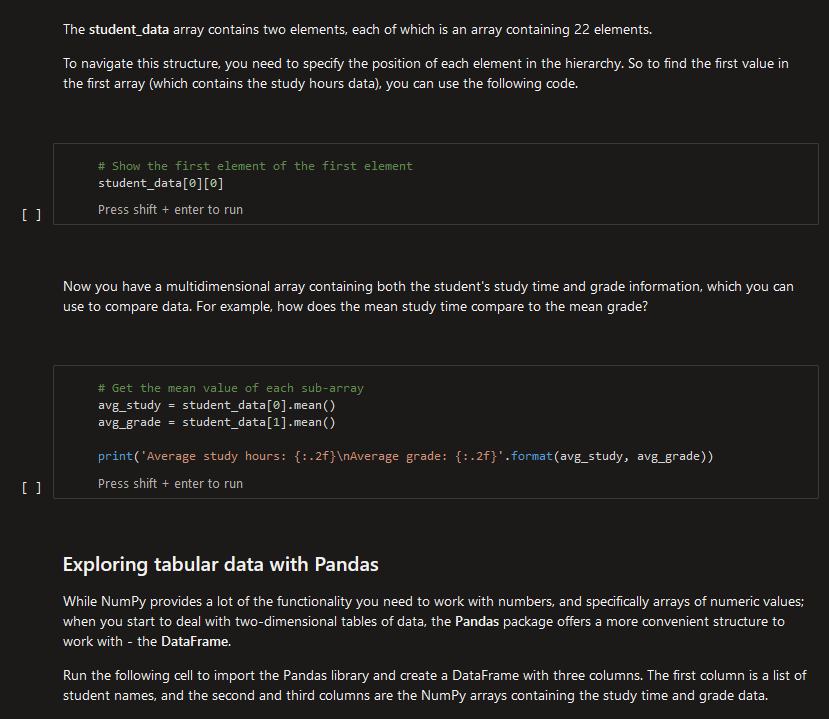 The student_data array contains two elements, each of which is an array containing 22 elements.
To navigate this structure, you need to specify the position of each element in the hierarchy. So to find the first value in
the first array (which contains the study hours data), you can use the following code.
# Show the first element of the first element
student_data[0][0]
Press shift + enter to run
[ ]
Now you have a multidimensional array containing both the student's study time and grade information, which you can
use to compare data. For example, how does the mean study time compare to the mean grade?
# Get the mean value of each sub-array
avg_study = student_data[0].mean()
avg_grade = student_data[1].mean()
print('Average study hours: {:.2f}\nAverage grade: {:.2f}'.format(avg_study, avg_grade))
Press shift + enter to run
[ ]
Exploring tabular data with Pandas
While NumPy provides a lot of the functionality you need to work with numbers, and specifically arrays of numeric values;
when you start to deal with two-dimensional tables of data, the Pandas package offers a more convenient structure to
work with - the DataFrame.
Run the following cell to import the Pandas library and create a DataFrame with three columns. The first column is a list of
student names, and the second and third columns are the NumPy arrays containing the study time and grade data.